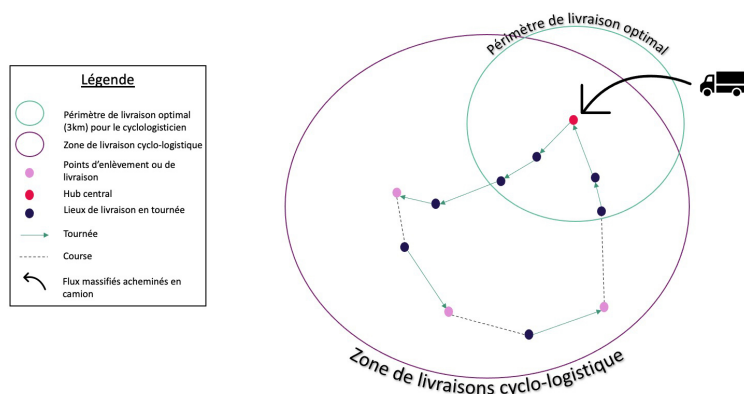 Périmètre de livraison optimal
Légende
Périmètre de livraison optimal
(3km) pour le cyclologisticien
Zone de livraison cyclo-logistique
Points d'enlèvement ou de
livraison
Hub central
Lieux de livraison en tournée
Tournée
Course
Flux massifiés acheminés en
camion
Zone de livraisons cyclo-logistique